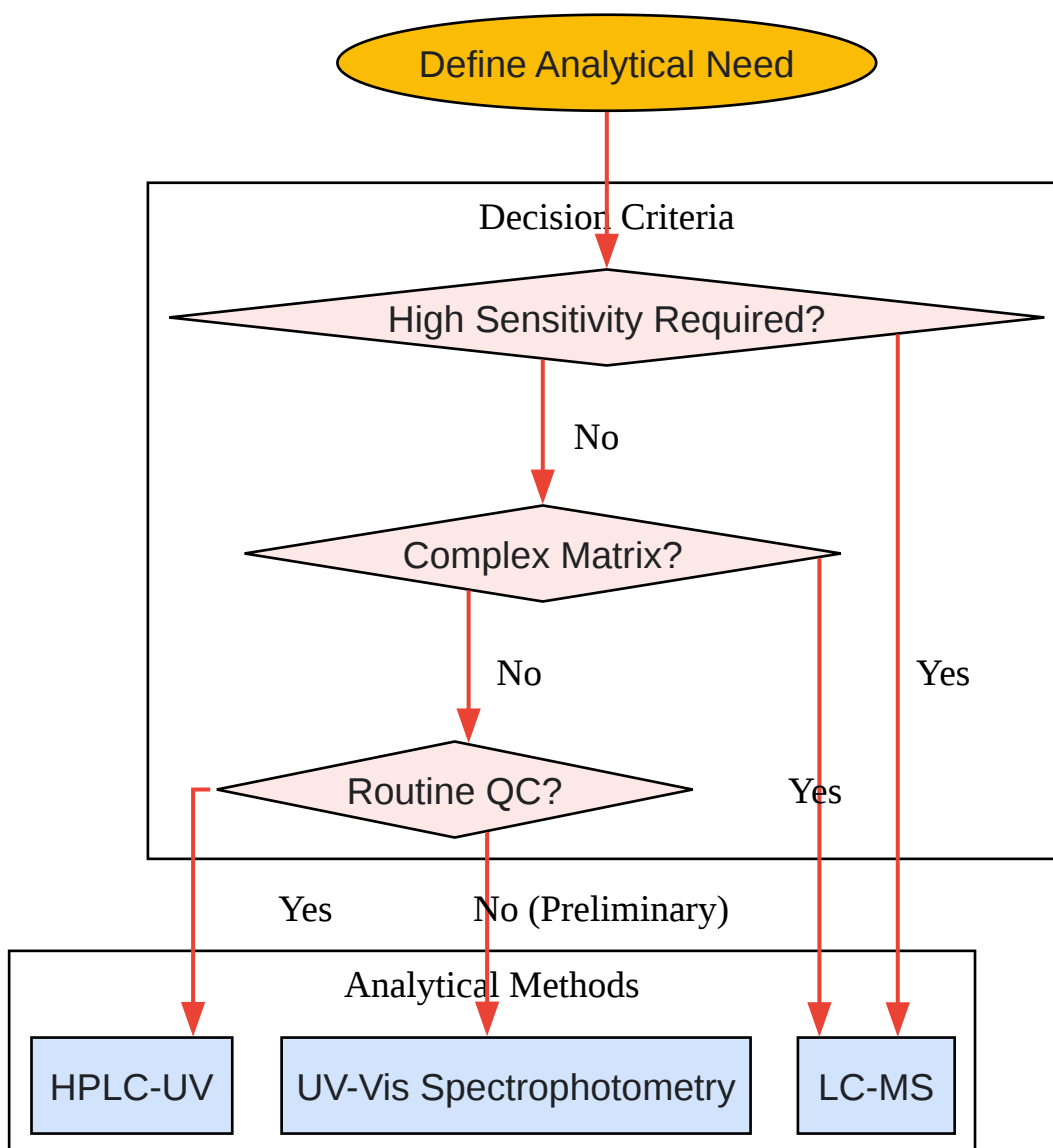 Define Analytical Need
Decision Criteria
High Sensitivity Required?
No
Complex Matrix?
No
Yes
Routine QC?
Yes
Yes
No (Preliminary)
Analytical Methods
HPLC-UV
UV-Vis Spectrophotometry
LC-MS